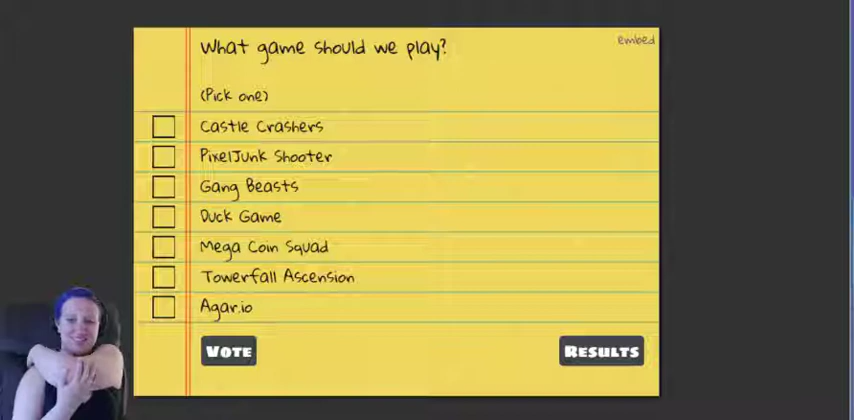 What game should we play?
embed
(Pick one)
Castle Crashers
PixelJunk Shooter
Gang Beasts
Duck Game
Mega Coin Squad
Towerfall Ascension
Agar.io
Vote
Results